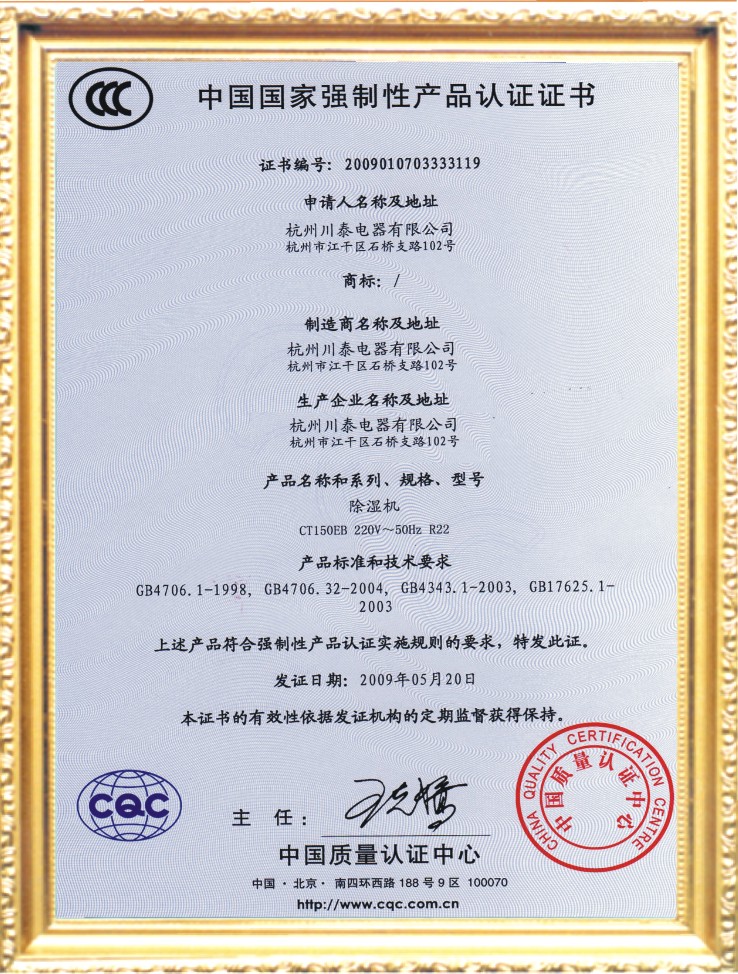 CCC
中国国家强制性产品认证证书
证书编号：2009010703333119
申请人名称及地址
杭州川泰电器有限公司
杭州市江干区石桥支路102号
商标：/
制造商名称及地址
杭州川泰电器有限公司
杭州市江干区石桥支路102号
生产企业名称及地址
杭州川泰电器有限公司
杭州市江干区石桥支路102号
产品名称和系列、规格、型号
除湿机
CT150EB 220V～50Hz R22
产品标准和技术要求
GB4706.1-1998, GB4706.32-2004, GB4343.1-2003, GB17625.1-
2003
上述产品符合强制性产品认证实施规则的要求，特发此证。
发证日期：2009年05月20日
本证书的有效性依据发证机构的定期监督获得保持。
CQC
主 任：
CHINA QUALITY CERTIFICATION CENTRE
中国质量认证中心
中国质量认证中心
中国·北京·南四环西路 188 号 9 区 100070
http://www.cqc.com.cn